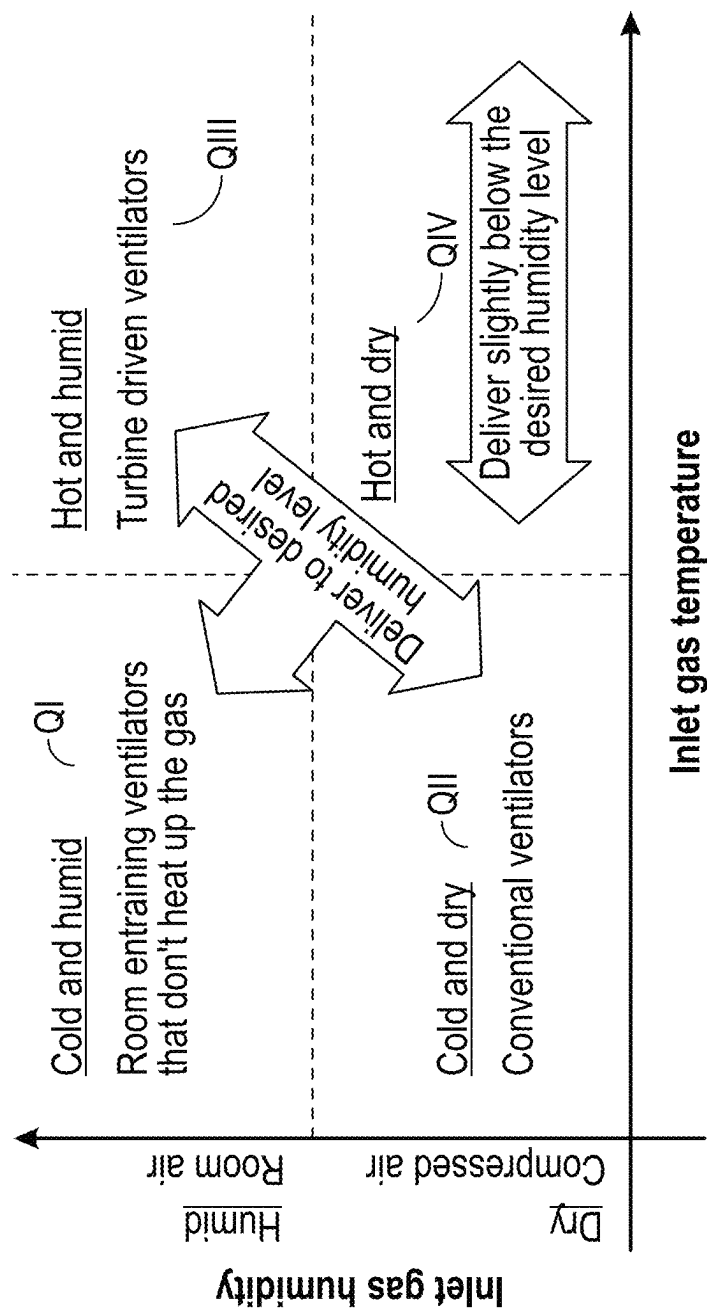 Inlet gas humidity
Humid
Room air
Dry
Compressed air
Cold and humid
QI
Room entraining ventilators
that don't heat up the gas
Hot and humid
Turbine driven ventilators
QIII
Deliver to desired
humidity level
Cold and dry
QII
Conventional ventilators
Hot and dry
QIV
Deliver slightly below the
desired humidity level
Inlet gas temperature